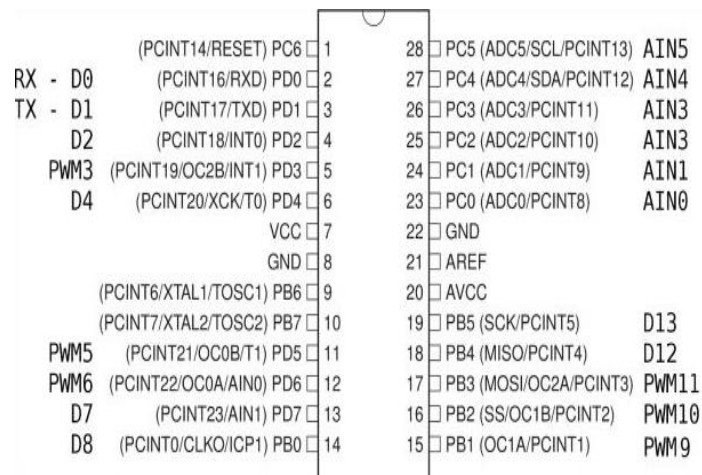 (PCINT14/RESET) PC6 1 28 PC5 (ADC5/SCL/PCINT13) AIN5
RX - D0 (PCINT16/RXD) PD0 2 27 PC4 (ADC4/SDA/PCINT12) AIN4
TX - D1 (PCINT17/TXD) PD1 3 26 PC3 (ADC3/PCINT11) AIN3
D2 (PCINT18/INT0) PD2 4 25 PC2 (ADC2/PCINT10) AIN3
PWM3 (PCINT19/OC2B/INT1) PD3 5 24 PC1 (ADC1/PCINT9) AIN1
D4 (PCINT20/XCK/T0) PD4 6 23 PC0 (ADC0/PCINT8) AIN0
VCC 7 22 GND
GND 8 21 AREF
(PCINT6/XTAL1/TOSC1) PB6 9 20 AVCC
(PCINT7/XTAL2/TOSC2) PB7 10 19 PB5 (SCK/PCINT5) D13
PWM5 (PCINT21/OC0B/T1) PD5 11 18 PB4 (MISO/PCINT4) D12
PWM6 (PCINT22/OC0A/AIN0) PD6 12 17 PB3 (MOSI/OC2A/PCINT3) PWM11
D7 (PCINT23/AIN1) PD7 13 16 PB2 (SS/OC1B/PCINT2) PWM10
D8 (PCINT0/CLKO/ICP1) PB0 14 15 PB1 (OC1A/PCINT1) PWM9